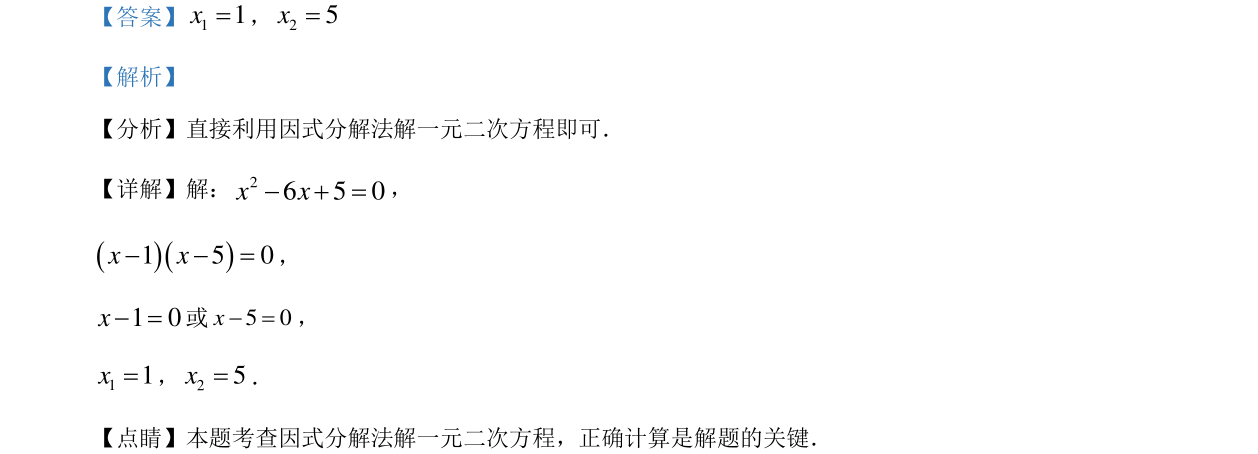 【答案】x₁ =1，x₂ =5
【解析】
【分析】直接利用因式分解法解一元二次方程即可．
【详解】解：x²－6x+5=0，
(x－1)(x－5)=0，
x－1=0或x－5=0，
x₁ =1，x₂ =5．
【点睛】本题考查因式分解法解一元二次方程，正确计算是解题的关键．